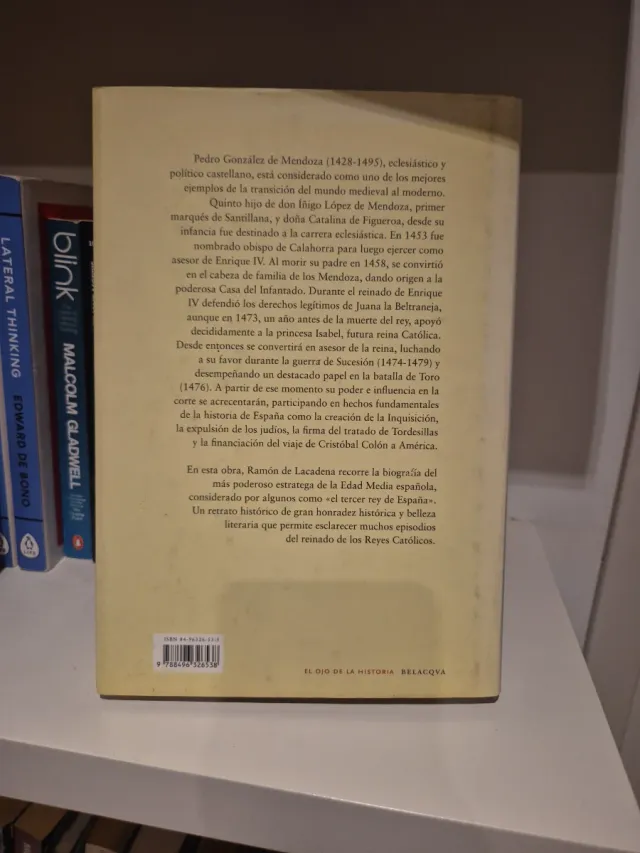 Pedro González de Mendoza (1428-1495), eclesiástico y
político castellano, está considerado como uno de los mejores
ejemplos de la transición del mundo medieval al moderno.
Quinto hijo de don Íñigo López de Mendoza, primer
marqués de Santillana, y doña Catalina de Figueroa, desde su
infancia fue destinado a la carrera eclesiástica. En 1453 fue
nombrado obispo de Calahorra para luego ejercer como
asesor de Enrique IV. Al morir su padre en 1458, se convirtió
en el cabeza de familia de los Mendoza, dando origen a la
poderosa Casa del Infantado. Durante el reinado de Enrique
IV defendió los derechos legítimos de Juana la Beltraneja,
aunque en 1473, un año antes de la muerte del rey, apoyó
decididamente a la princesa Isabel, futura reina Católica.
Desde entonces se convertirá en asesor de la reina, luchando
a su favor durante la guerra de Sucesión (1474-1479) y
desempeñando un destacado papel en la batalla de Toro
(1476). A partir de ese momento su poder e influencia en la
corte se acrecentarán, participando en hechos fundamentales
de la historia de España como la creación de la Inquisición,
la expulsión de los judíos, la firma del tratado de Tordesillas
y la financiación del viaje de Cristóbal Colón a América.
En esta obra, Ramón de Lacadena recorre la biografía del
más poderoso estratega de la Edad Media española,
considerado por algunos como «el tercer rey de España».
Un retrato histórico de gran honradez histórica y belleza
literaria que permite esclarecer muchos episodios
del reinado de los Reyes Católicos.
ISBN 84-96326-53-8
9 788496 326538
EL OJO DE LA HISTORIA BELACQVA
LATERAL THINKING EDWARD DE BONO
blink MALCOLM GLADWELL